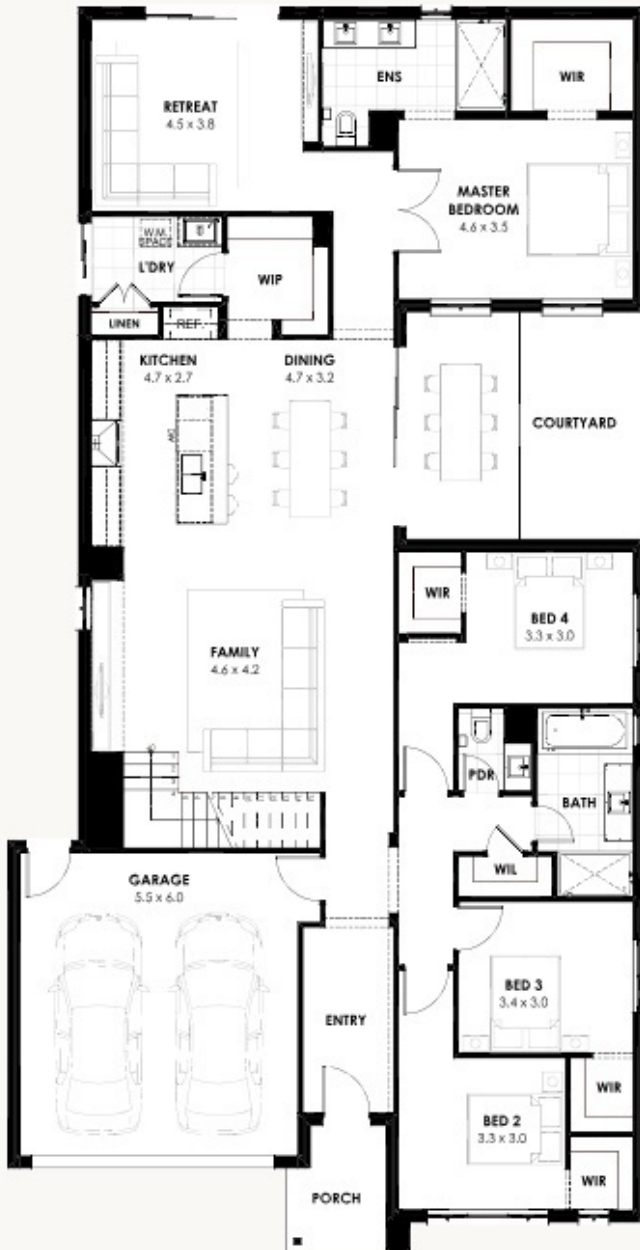 RETREAT
4.5 x 3.8
ENS
WIR
MASTER
BEDROOM
4.6 x 3.5
W.M.
SPACE
L'DRY
WIP
LINEN
REF
KITCHEN
4.7 x 2.7
DINING
4.7 x 3.2
COURTYARD
DW
WIR
BED 4
3.3 x 3.0
FAMILY
4.6 x 4.2
PDR
BATH
WIL
GARAGE
5.5 x 6.0
BED 3
3.4 x 3.0
ENTRY
WIR
BED 2
3.3 x 3.0
WIR
PORCH